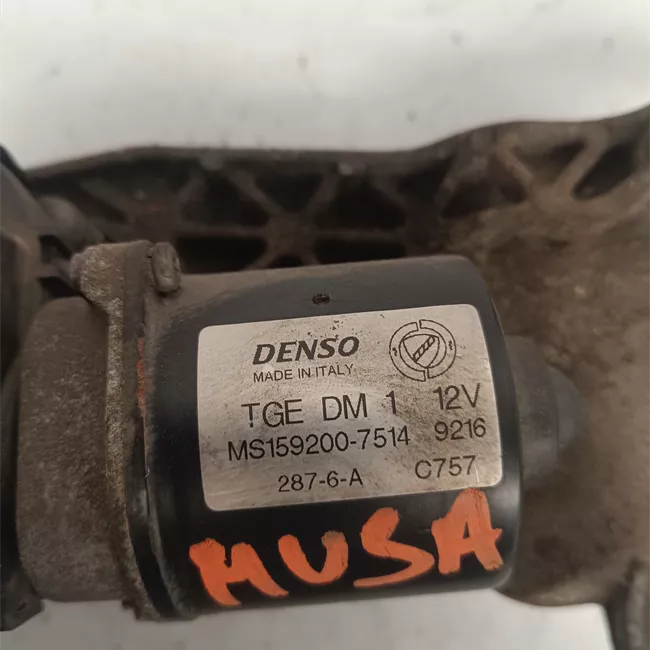 DENSO
MADE IN ITALY
TGE DM 1 12V
MS159200-7514 9216
287-6-A C757
MUSA